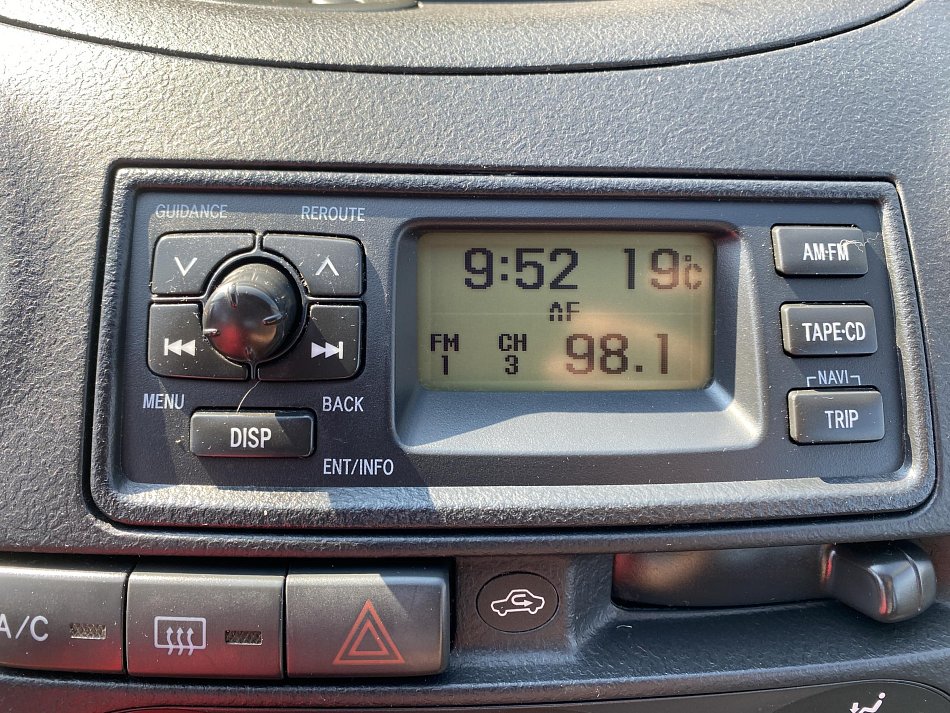 GUIDANCE REROUTE
MENU BACK
DISP
ENT/INFO
9:52 19°C
AF
FM CH 98.1
1 3
AM·FM
TAPE·CD
NAVI
TRIP
A/C